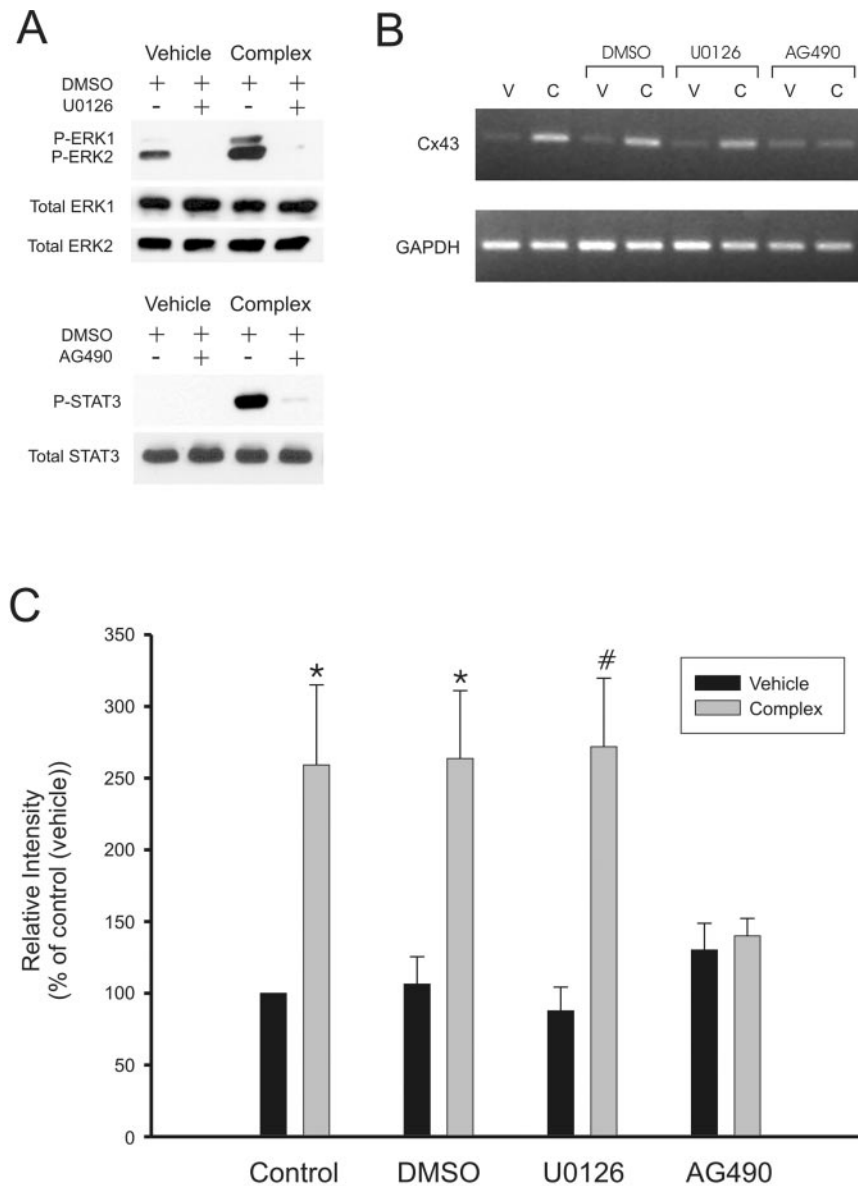 A
Vehicle Complex
DMSO + + + +
U0126 - + - +
P-ERK1
P-ERK2
Total ERK1
Total ERK2
Vehicle Complex
DMSO + + + +
AG490 - + - +
P-STAT3
Total STAT3
B
DMSO U0126 AG490
V C V C V C V C
Cx43
GAPDH
C
350
300
250
200
150
100
50
0
Relative Intensity
(% of control (vehicle))
* * #
Vehicle
Complex
Control DMSO U0126 AG490